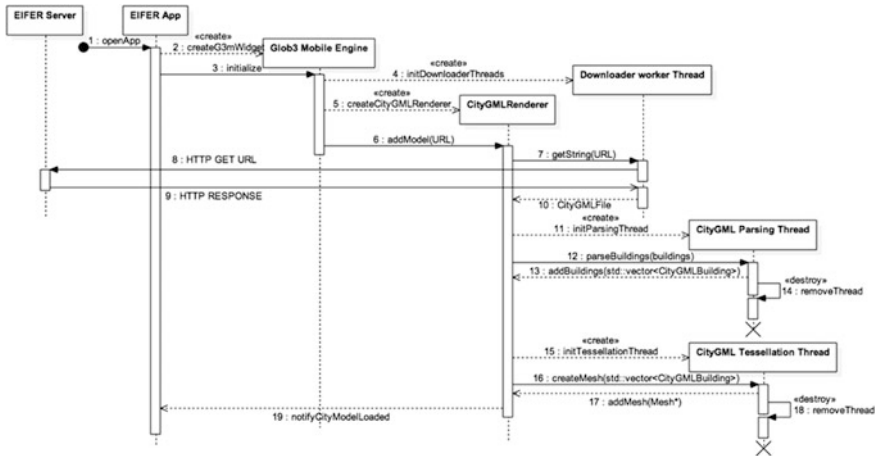 EIFER Server
EIFER App
1 : openApp
«create»
2 : createG3mWidget
Glob3 Mobile Engine
3 : initialize
«create»
4 : initDownloaderThreads
Downloader worker Thread
«create»
5 : createCityGMLRenderer
CityGMLRenderer
6 : addModel(URL)
7 : getString(URL)
8 : HTTP GET URL
9 : HTTP RESPONSE
10 : CityGMLFile
«create»
11 : initParsingThread
CityGML Parsing Thread
12 : parseBuildings(buildings)
13 : addBuildings(std::vector<CityGMLBuilding>)
«destroy»
14 : removeThread
«create»
15 : initTessellationThread
CityGML Tessellation Thread
16 : createMesh(std::vector<CityGMLBuilding>)
17 : addMesh(Mesh*)
«destroy»
18 : removeThread
19 : notifyCityModelLoaded